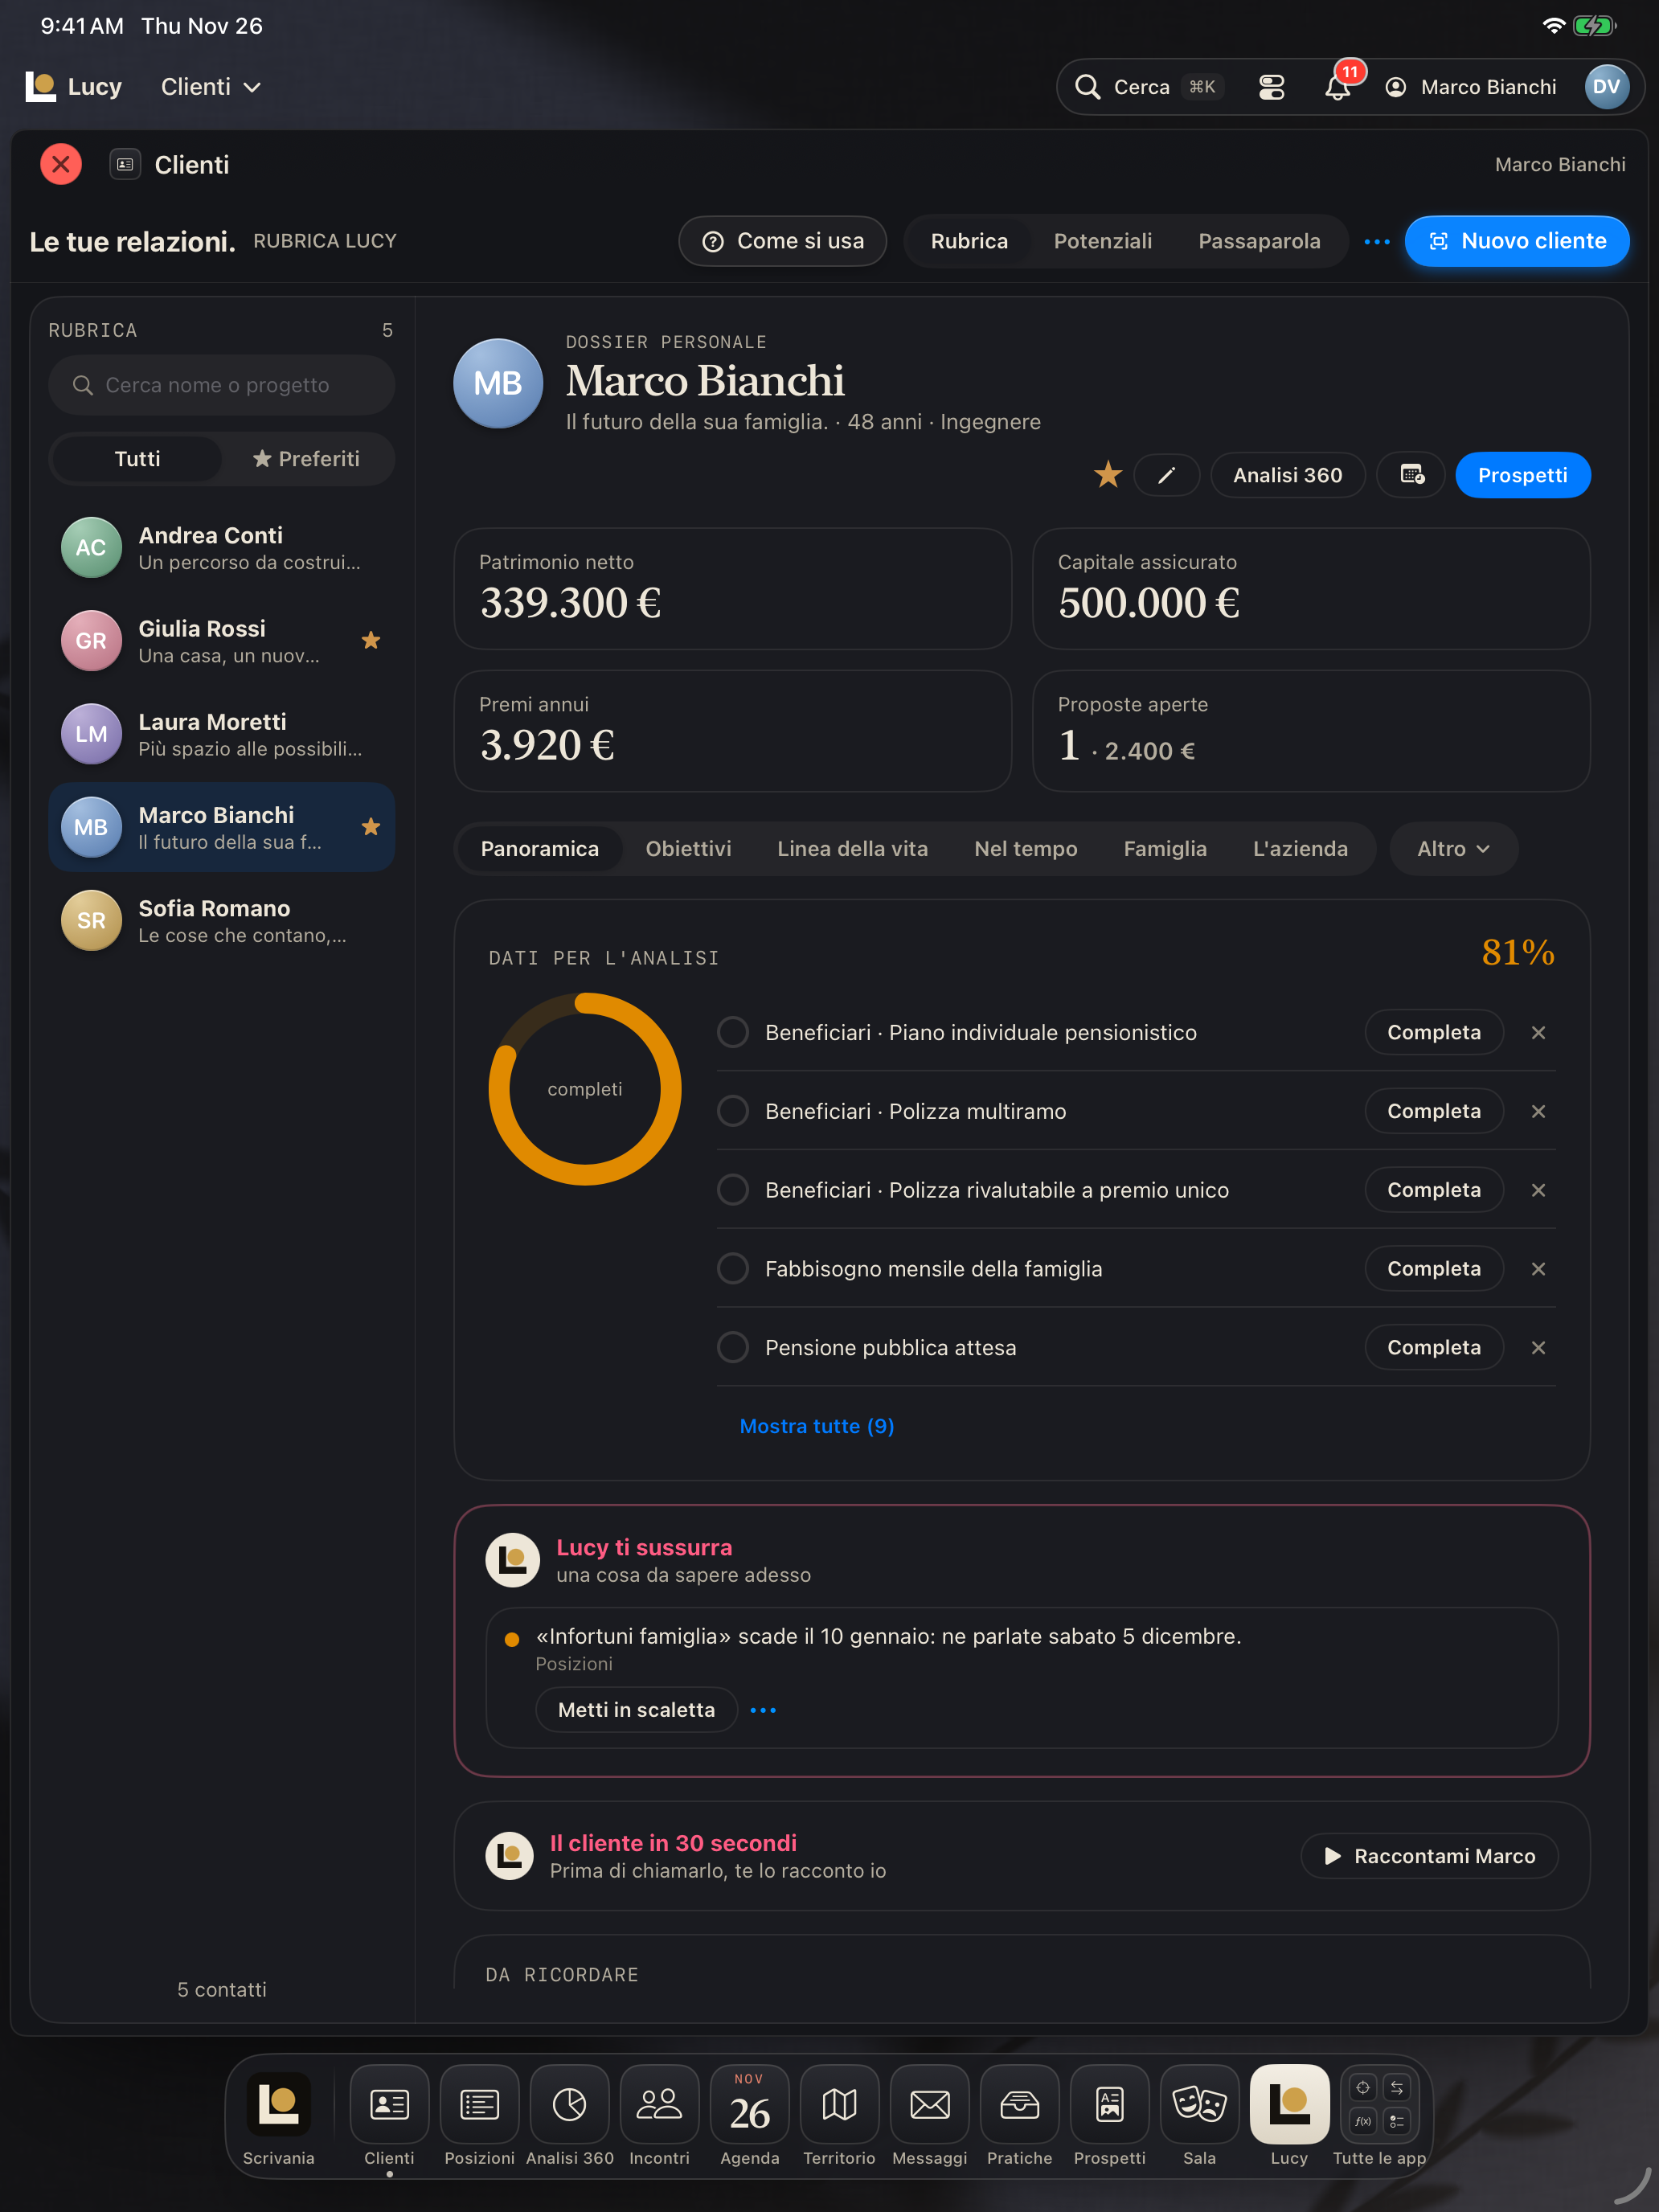 9:41 AM Thu Nov 26
Lucy Clienti
Cerca ⌘K 11 Marco Bianchi DV
Clienti Marco Bianchi
Le tue relazioni. RUBRICA LUCY
Come si usa Rubrica Potenziali Passaparola ··· Nuovo cliente
RUBRICA 5
Cerca nome o progetto
Tutti ★ Preferiti
AC Andrea Conti
Un percorso da costrui...
GR Giulia Rossi
Una casa, un nuov...
LM Laura Moretti
Più spazio alle possibili...
MB Marco Bianchi
Il futuro della sua f...
SR Sofia Romano
Le cose che contano,...
5 contatti
DOSSIER PERSONALE
MB Marco Bianchi
Il futuro della sua famiglia. · 48 anni · Ingegnere
Analisi 360 Prospetti
Patrimonio netto
339.300 €
Capitale assicurato
500.000 €
Premi annui
3.920 €
Proposte aperte
1 · 2.400 €
Panoramica Obiettivi Linea della vita Nel tempo Famiglia L'azienda Altro
DATI PER L'ANALISI 81%
completi
Beneficiari · Piano individuale pensionistico Completa
Beneficiari · Polizza multiramo Completa
Beneficiari · Polizza rivalutabile a premio unico Completa
Fabbisogno mensile della famiglia Completa
Pensione pubblica attesa Completa
Mostra tutte (9)
Lucy ti sussurra
una cosa da sapere adesso
«Infortuni famiglia» scade il 10 gennaio: ne parlate sabato 5 dicembre.
Posizioni
Metti in scaletta ···
Il cliente in 30 secondi
Prima di chiamarlo, te lo racconto io
Raccontami Marco
DA RICORDARE
NOV
26
f(x)
Scrivania Clienti Posizioni Analisi 360 Incontri Agenda Territorio Messaggi Pratiche Prospetti Sala Lucy Tutte le app